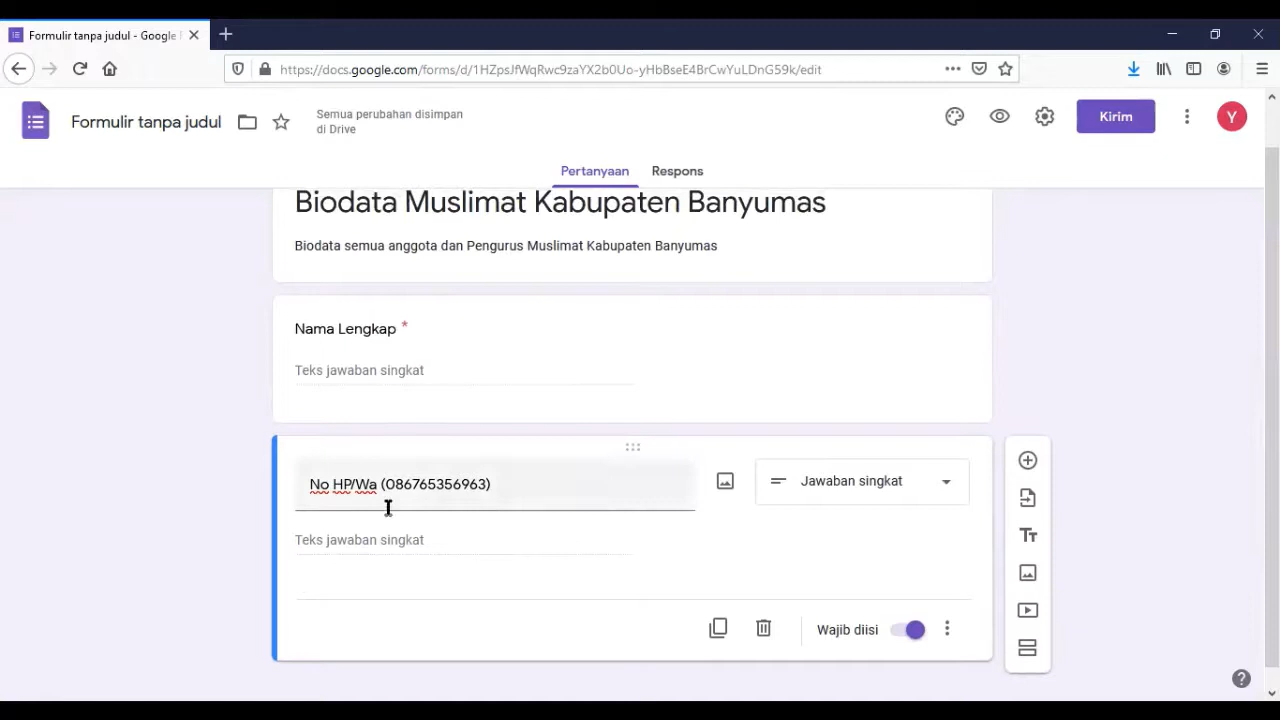 Formulir tanpa judul - Google F
https://docs.google.com/forms/d/1HZpsJfWqRwc9zaYX2b0Uo-yHbBseE4BrCwYuLDnG59k/edit
Formulir tanpa judul
Semua perubahan disimpan
di Drive
Kirim
Y
Pertanyaan
Respons
Biodata Muslimat Kabupaten Banyumas
Biodata semua anggota dan Pengurus Muslimat Kabupaten Banyumas
Nama Lengkap *
Teks jawaban singkat
No HP/Wa (086765356963)
Jawaban singkat
Teks jawaban singkat
Tт
Wajib diisi